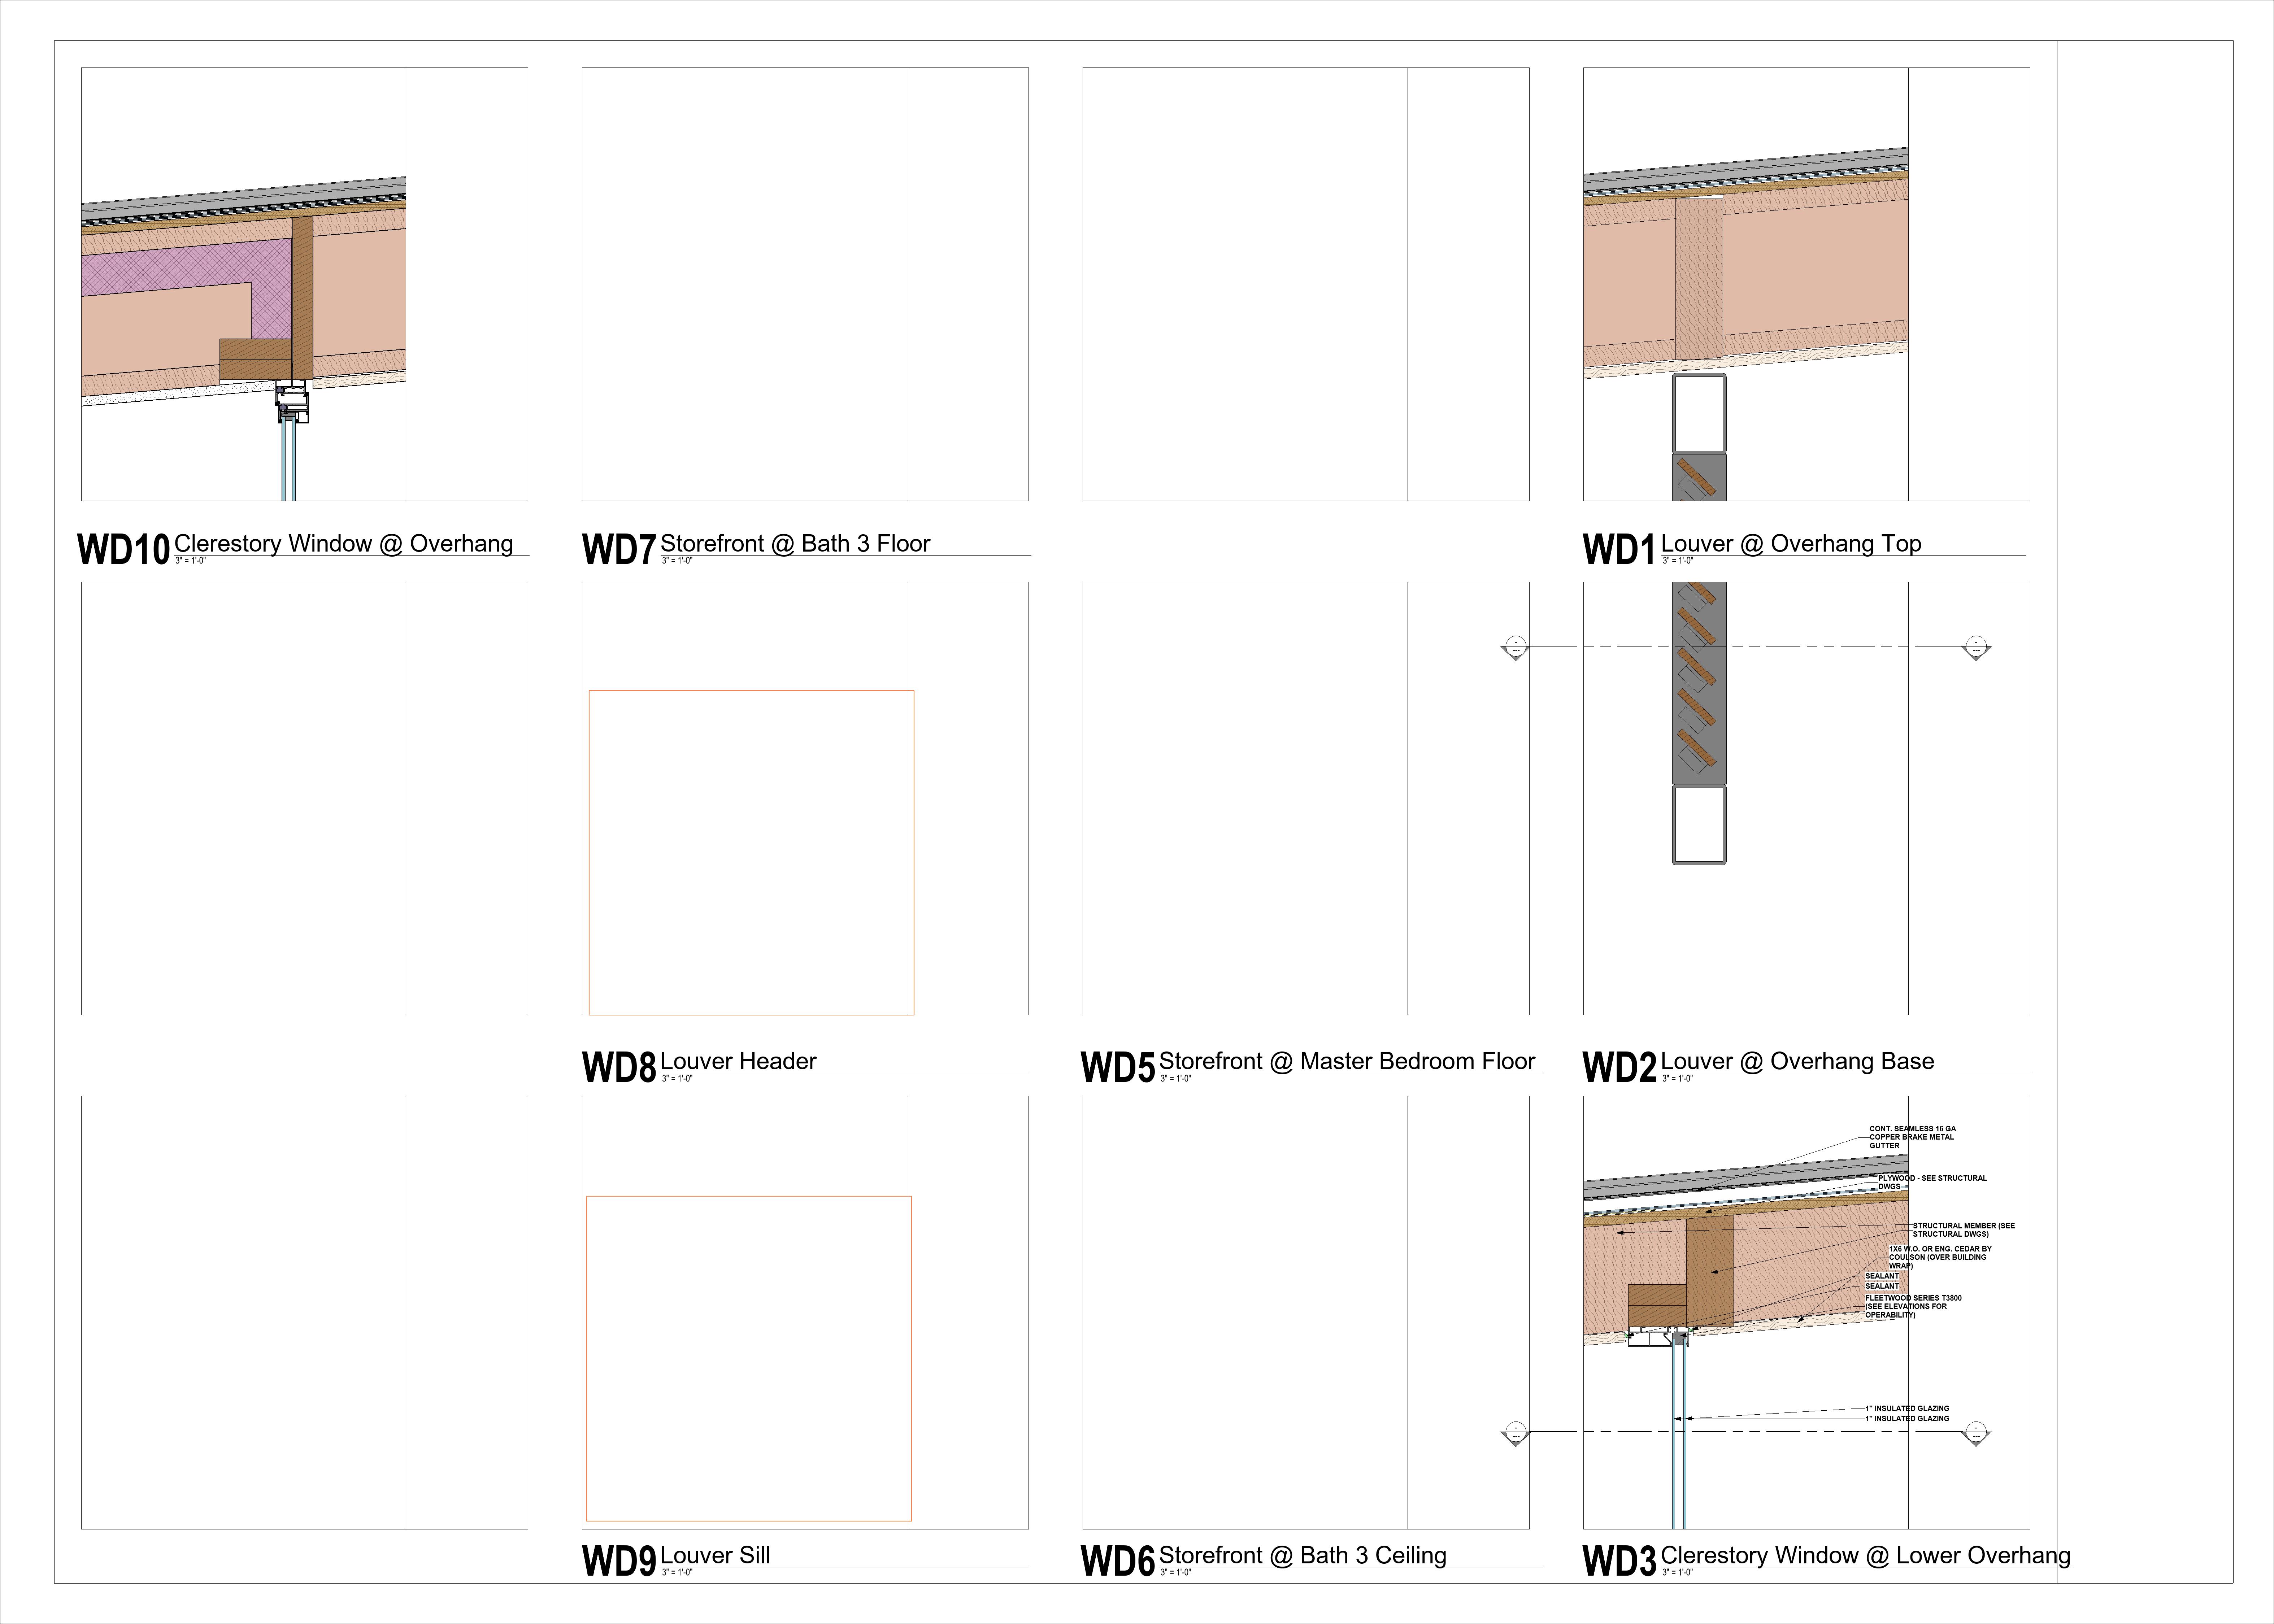 WD10 Clerestory Window @ Overhang
3" = 1'-0"
WD7 Storefront @ Bath 3 Floor
3" = 1'-0"
WD1 Louver @ Overhang Top
3" = 1'-0"
-
---
-
---
WD8 Louver Header
3" = 1'-0"
WD5 Storefront @ Master Bedroom Floor
3" = 1'-0"
WD2 Louver @ Overhang Base
3" = 1'-0"
CONT. SEAMLESS 16 GA
COPPER BRAKE METAL
GUTTER
PLYWOOD - SEE STRUCTURAL
DWGS
STRUCTURAL MEMBER (SEE
STRUCTURAL DWGS)
1X6 W.O. OR ENG. CEDAR BY
COULSON (OVER BUILDING
WRAP)
SEALANT
SEALANT
FLEETWOOD SERIES T3800
(SEE ELEVATIONS FOR
OPERABILITY)
1" INSULATED GLAZING
1" INSULATED GLAZING
-
---
-
---
WD9 Louver Sill
3" = 1'-0"
WD6 Storefront @ Bath 3 Ceiling
3" = 1'-0"
WD3 Clerestory Window @ Lower Overhang
3" = 1'-0"